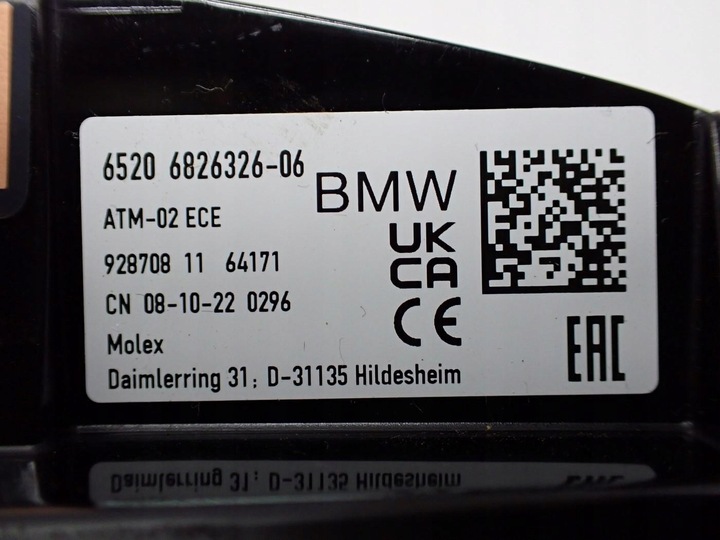 6520 6826326-06
BMW
ATM-02 ECE
UK
CA
928708 11 64171
CN 08-10-22 0296
CE
Molex
EAC
Daimlerring 31; D-31135 Hildesheim
Daimlerring 31; D-31135 Hildesheim